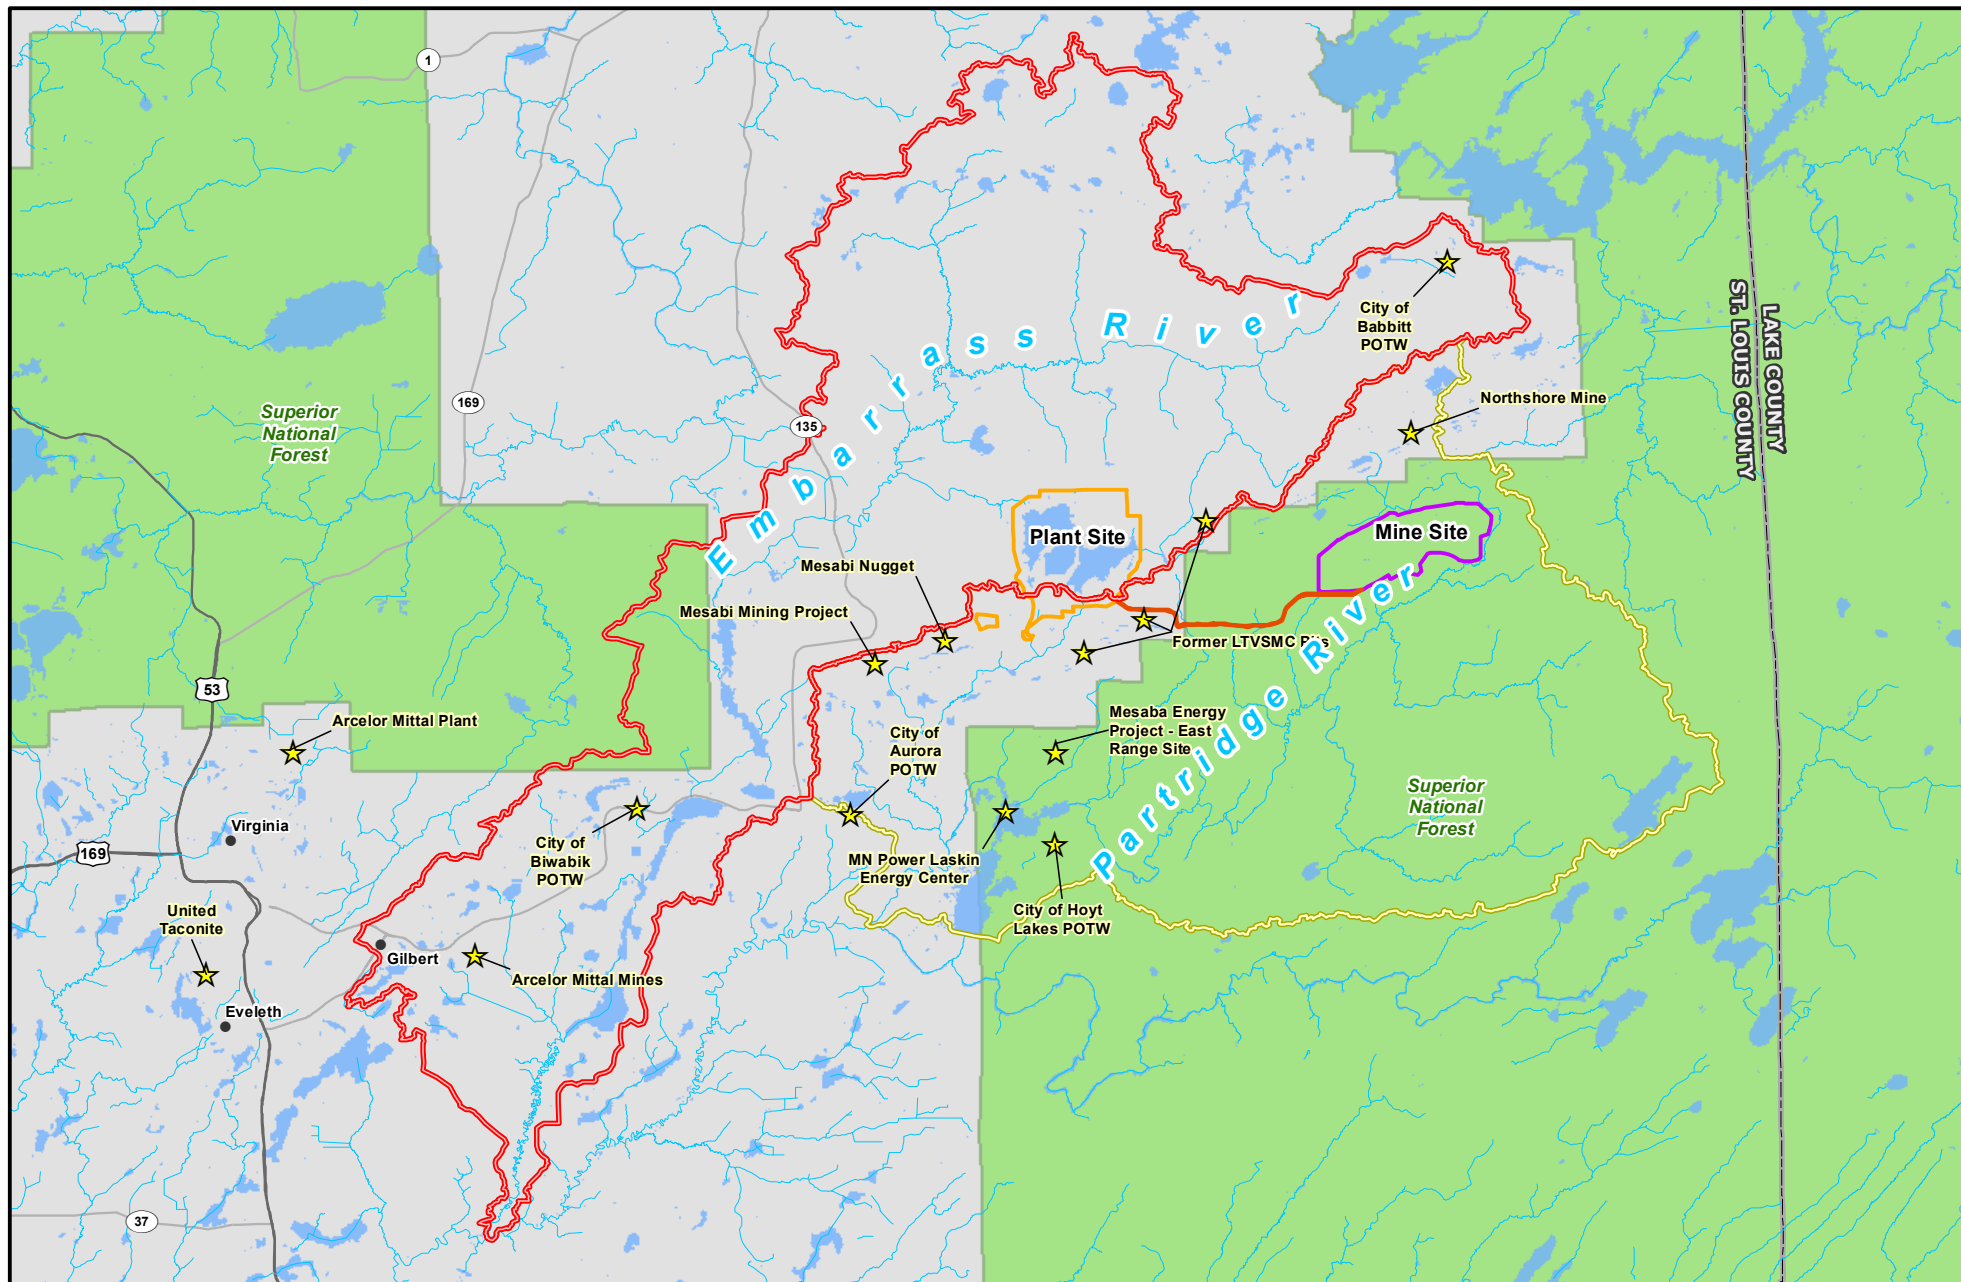 1
169
135
53
169
37
Superior
National
Forest
Embarrass River
City of
Babbitt
POTW
ST. LOUIS COUNTY
LAKE COUNTY
Northshore Mine
Plant Site
Mine Site
Mesabi Nugget
Mesabi Mining Project
Former LTVSMC Pits
Partridge River
Arcelor Mittal Plant
City of
Aurora
POTW
Mesaba Energy
Project - East
Range Site
Superior
National
Forest
Virginia
City of
Biwabik
POTW
MN Power Laskin
Energy Center
United
Taconite
City of Hoyt
Lakes POTW
Gilbert
Arcelor Mittal Mines
Eveleth